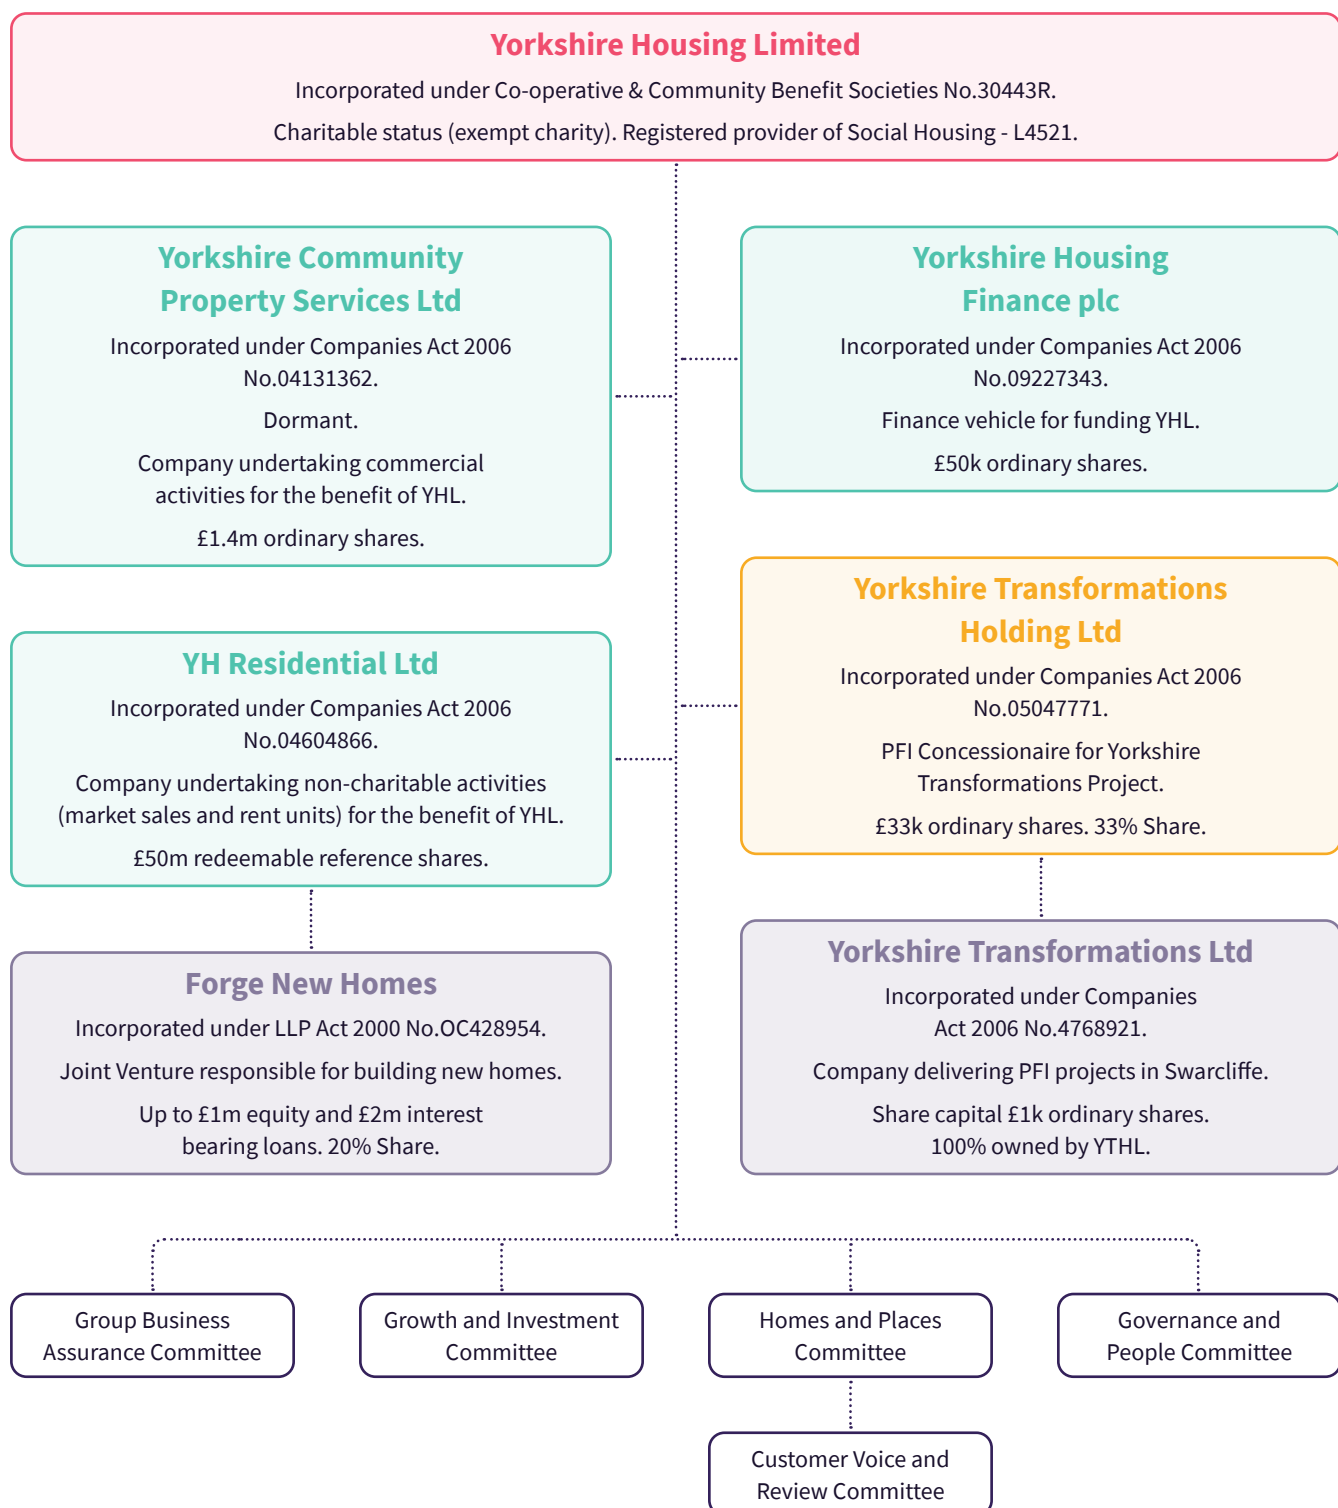 Yorkshire Housing Limited
Incorporated under Co-operative & Community Benefit Societies No.30443R.
Charitable status (exempt charity). Registered provider of Social Housing - L4521.
Yorkshire Community
Property Services Ltd
Incorporated under Companies Act 2006
No.04131362.
Dormant.
Company undertaking commercial
activities for the benefit of YHL.
£1.4m ordinary shares.
Yorkshire Housing
Finance plc
Incorporated under Companies Act 2006
No.09227343.
Finance vehicle for funding YHL.
£50k ordinary shares.
YH Residential Ltd
Incorporated under Companies Act 2006
No.04604866.
Company undertaking non-charitable activities
(market sales and rent units) for the benefit of YHL.
£50m redeemable reference shares.
Yorkshire Transformations
Holding Ltd
Incorporated under Companies Act 2006
No.05047771.
PFI Concessionaire for Yorkshire
Transformations Project.
£33k ordinary shares. 33% Share.
Forge New Homes
Incorporated under LLP Act 2000 No.OC428954.
Joint Venture responsible for building new homes.
Up to £1m equity and £2m interest
bearing loans. 20% Share.
Yorkshire Transformations Ltd
Incorporated under Companies
Act 2006 No.4768921.
Company delivering PFI projects in Swarcliffe.
Share capital £1k ordinary shares.
100% owned by YTHL.
Group Business
Assurance Committee
Growth and Investment
Committee
Homes and Places
Committee
Governance and
People Committee
Customer Voice and
Review Committee